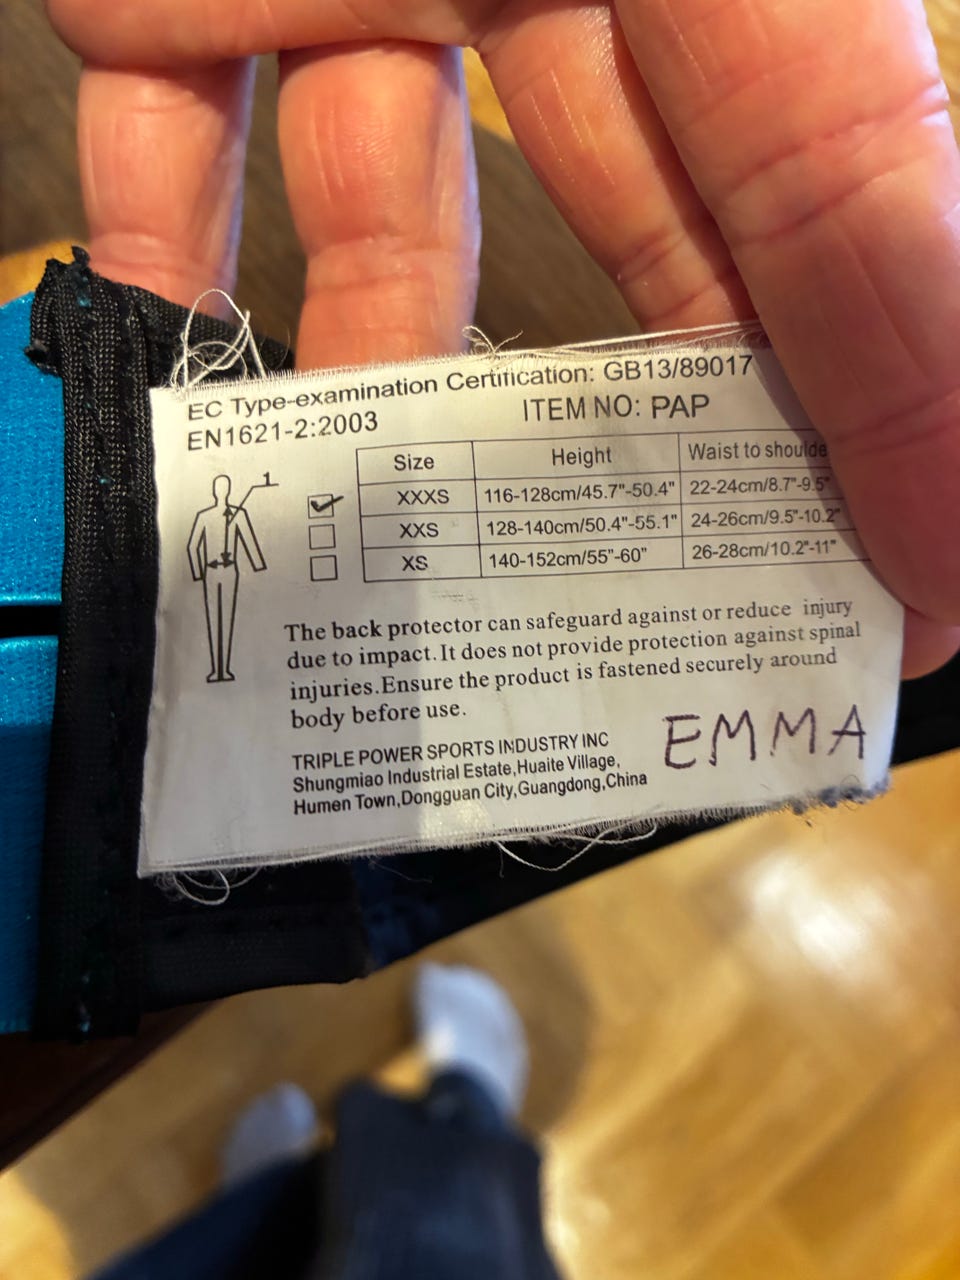 EC Type-examination Certification: GB13/89017
EN1621-2:2003
ITEM NO: PAP
1
Size Height Waist to shoulde
XXXS 116-128cm/45.7"-50.4" 22-24cm/8.7"-9.5"
XXS 128-140cm/50.4"-55.1" 24-26cm/9.5"-10.2"
XS 140-152cm/55"-60" 26-28cm/10.2"-11"
The back protector can safeguard against or reduce injury
due to impact.It does not provide protection against spinal
injuries.Ensure the product is fastened securely around
body before use.
TRIPLE POWER SPORTS INDUSTRY INC
Shungmiao Industrial Estate,Huaite Village,
Humen Town,Dongguan City,Guangdong,China
EMMA